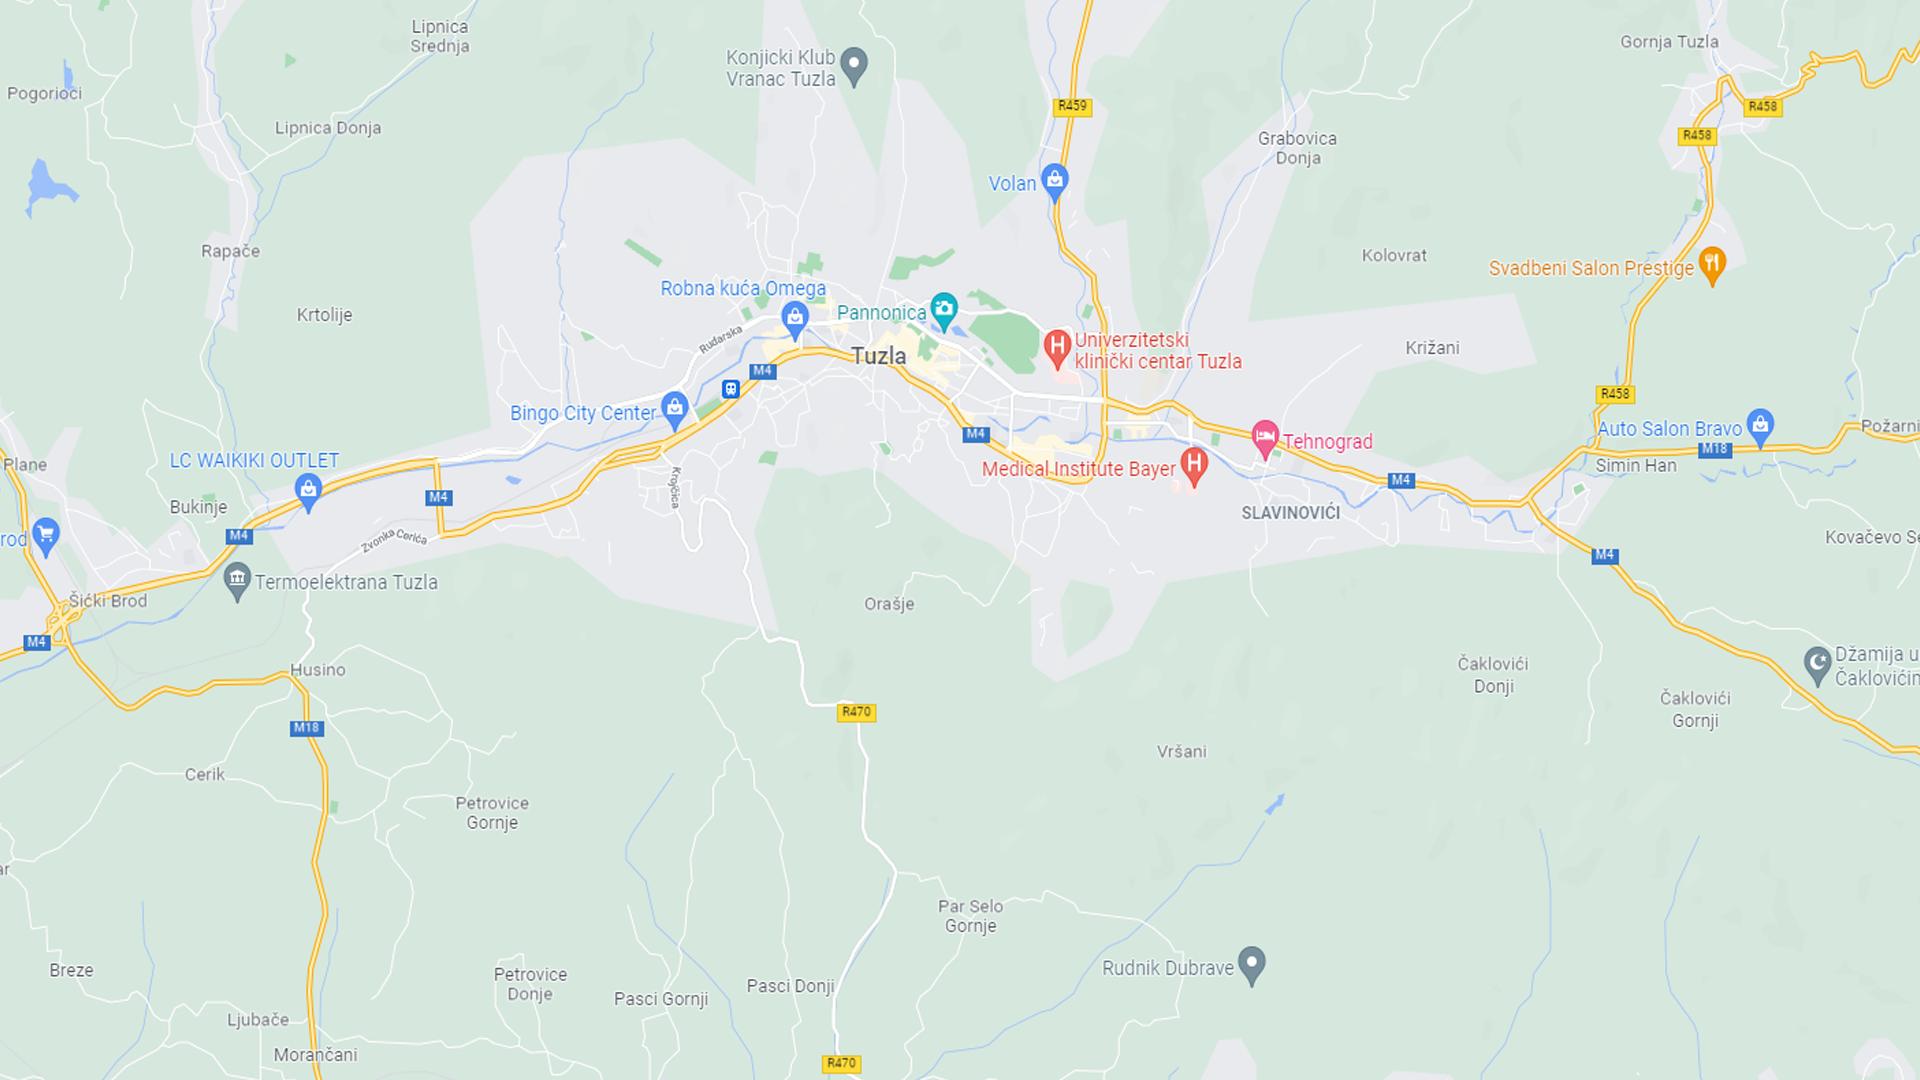 Lipnica
Srednja
Gornja Tuzla
Konjicki Klub
Vranac Tuzla
Pogorioci
R459
R458
Lipnica Donja
R458
Grabovica
Donja
Volan
Rapače
Kolovrat
Svadbeni Salon Prestige
Robna kuća Omega
Krtolije
Pannonica
Rudarska
Univerzitetski
klinički centar Tuzla
Križani
Tuzla
M4
R458
Bingo City Center
Auto Salon Bravo
Požarni
M4
Tehnograd
M18
LC WAIKIKI OUTLET
Plane
Simin Han
Medical Institute Bayer
M4
Krojčica
M4
Bukinje
SLAVINOVIĆI
M4
rod
Zvonka Cerića
Kovačevo Se
M4
Termoelektrana Tuzla
Šićki Brod
Orašje
M4
Džamija u
Čaklovićin
Husino
Čaklovići
Donji
Čaklovići
Gornji
R470
M18
Vršani
Cerik
Petrovice
Gornje
ar
Par Selo
Gornje
Breze
Rudnik Dubrave
Petrovice
Donje
Pasci Donji
Pasci Gornji
Ljubače
Morančani
R470